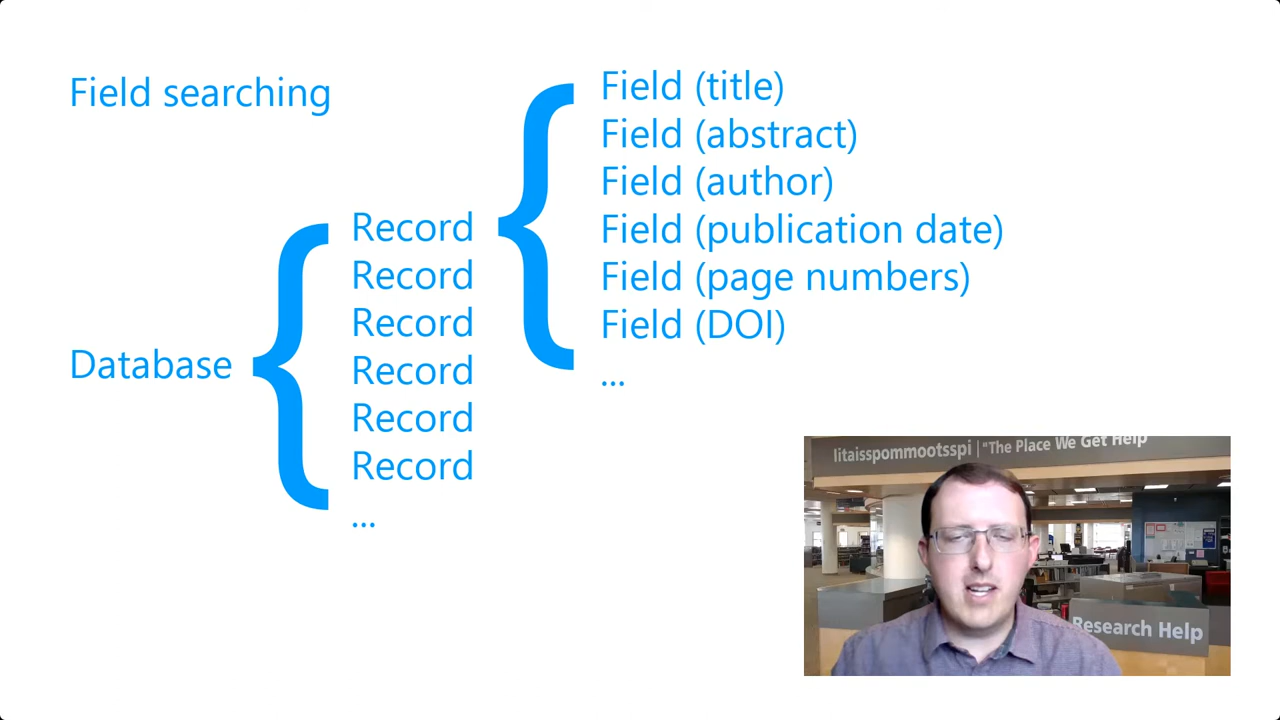 Field searching
Database
Record
Record
Record
Record
Record
Record
...
Field (title)
Field (abstract)
Field (author)
Field (publication date)
Field (page numbers)
Field (DOI)
...
litaisspommootsspi | "The Place We Get Help
Research Help